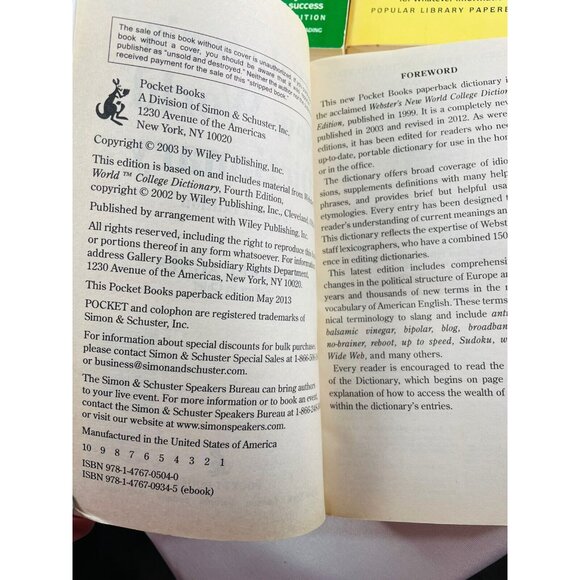 success
EDITION
READING
POPULAR LIBRARY PAPERB
The sale of this book without its cover is unauthorized. If you
book without a cover, you should be aware that it
publisher as "unsold and destroyed." Neither the author
received payment for the sale of this "stripped book."
Pocket Books
A Division of Simon & Schuster, Inc.
1230 Avenue of the Americas
New York, NY 10020
Copyright © 2003 by Wiley Publishing, Inc.
This edition is based on and includes material from
World ™ College Dictionary, Fourth Edition,
copyright © 2002 by Wiley Publishing, Inc., Cleveland,
Published by arrangement with Wiley Publishing, Inc.
All rights reserved, including the right to reproduce this
or portions thereof in any form whatsoever. For information
address Gallery Books Subsidiary Rights Department,
1230 Avenue of the Americas, New York, NY 10020.
This Pocket Books paperback edition May 2013
POCKET and colophon are registered trademarks of
Simon & Schuster, Inc.
For information about special discounts for bulk purchases,
please contact Simon & Schuster Special Sales at 1-866-506-
or business@simonandschuster.com.
The Simon & Schuster Speakers Bureau can bring authors
to your live event. For more information or to book an event,
contact the Simon & Schuster Speakers Bureau at 1-866-248-
or visit our website at www.simonspeakers.com.
Manufactured in the United States of America
10 9 8 7 6 5 4 3 2 1
ISBN 978-1-4767-0504-0
ISBN 978-1-4767-0934-5 (ebook)
FOREWORD
This new Pocket Books paperback dictionary i
the acclaimed Webster's New World College Dictio
Edition, published in 1999. It is a completely new
published in 2003 and revised in 2012. As were
editions, it has been edited for readers who nee
up-to-date, portable dictionary for use in the hom
or in the office.
The dictionary offers broad coverage of idio
sions, supplements definitions with many help
phrases, and provides brief but helpful usa
etymologies. Every entry has been designed t
reader's understanding of current meanings an
This dictionary reflects the expertise of Webst
staff lexicographers, who have a combined 150
ence in editing dictionaries.
This latest edition includes comprehensiv
changes in the political structure of Europe a
years and thousands of new terms in the r
vocabulary of American English. These terms
nical terminology to slang and include anti
balsamic vinegar, bipolar, blog, broadban
no-brainer, reboot, up to speed, Sudoku, w
Wide Web, and many others.
Every reader is encouraged to read the
of the Dictionary, which begins on page
explanation of how to access the wealth of
within the dictionary's entries.